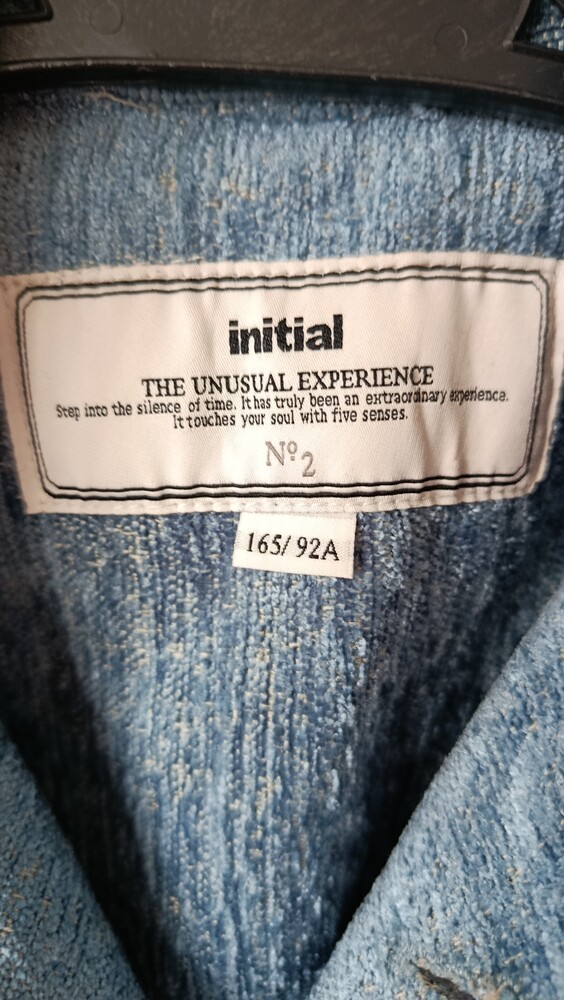 initial
THE UNUSUAL EXPERIENCE
Step into the silence of time. It has truly been an extraordinary experience.
It touches your soul with five senses.
Nº2
165/ 92A